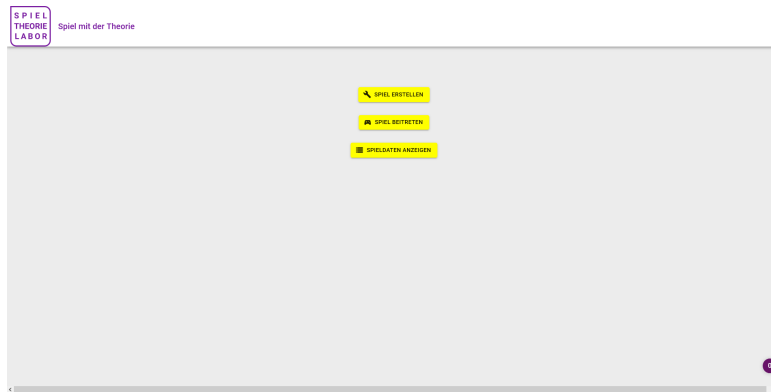 SPIEL
THEORIE
LABOR
Spiel mit der Theorie
SPIEL ERSTELLEN
SPIEL BEITRETEN
SPIELDATEN ANZEIGEN